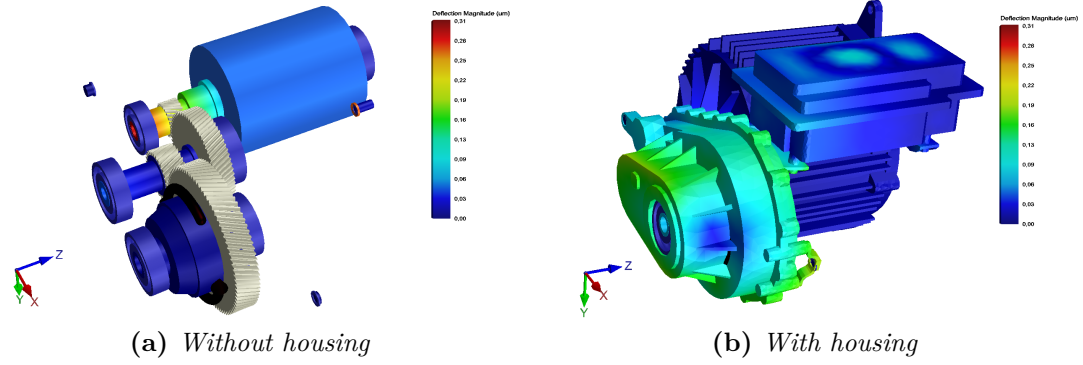 Deflection Magnitude (um)
0,31
0,28
0,25
0,22
0,19
0,16
0,13
0,09
0,06
0,03
0,00
Z
X
Y
(a) Without housing
Deflection Magnitude (um)
0,31
0,28
0,25
0,22
0,19
0,16
0,13
0,09
0,06
0,03
0,00
Z
X
Y
(b) With housing